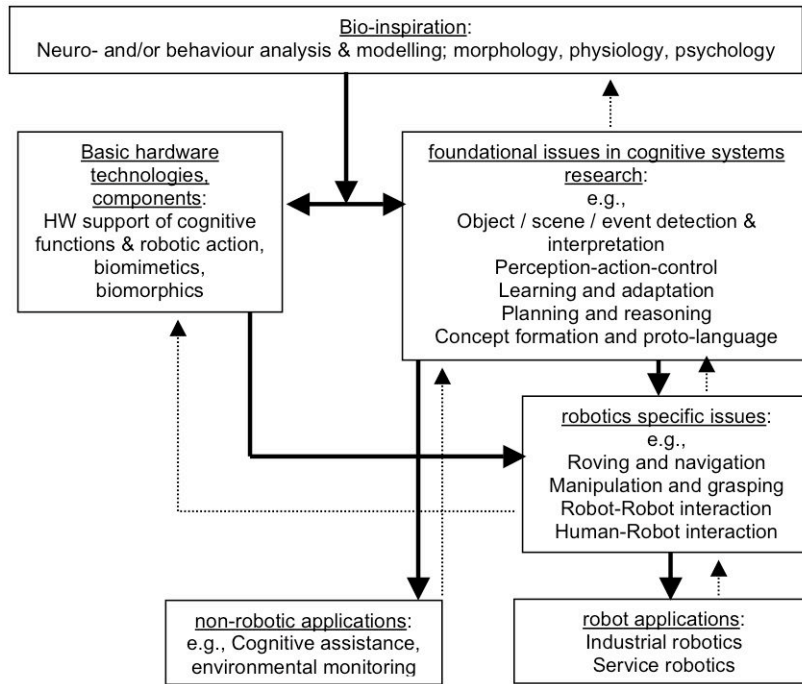 Bio-inspiration:
Neuro- and/or behaviour analysis & modelling; morphology, physiology, psychology
Basic hardware
technologies,
components:
HW support of cognitive
functions & robotic action,
biomimetics,
biomorphics
foundational issues in cognitive systems
research:
e.g.,
Object / scene / event detection &
interpretation
Perception-action-control
Learning and adaptation
Planning and reasoning
Concept formation and proto-language
robotics specific issues:
e.g.,
Roving and navigation
Manipulation and grasping
Robot-Robot interaction
Human-Robot interaction
non-robotic applications:
e.g., Cognitive assistance,
environmental monitoring
robot applications:
Industrial robotics
Service robotics